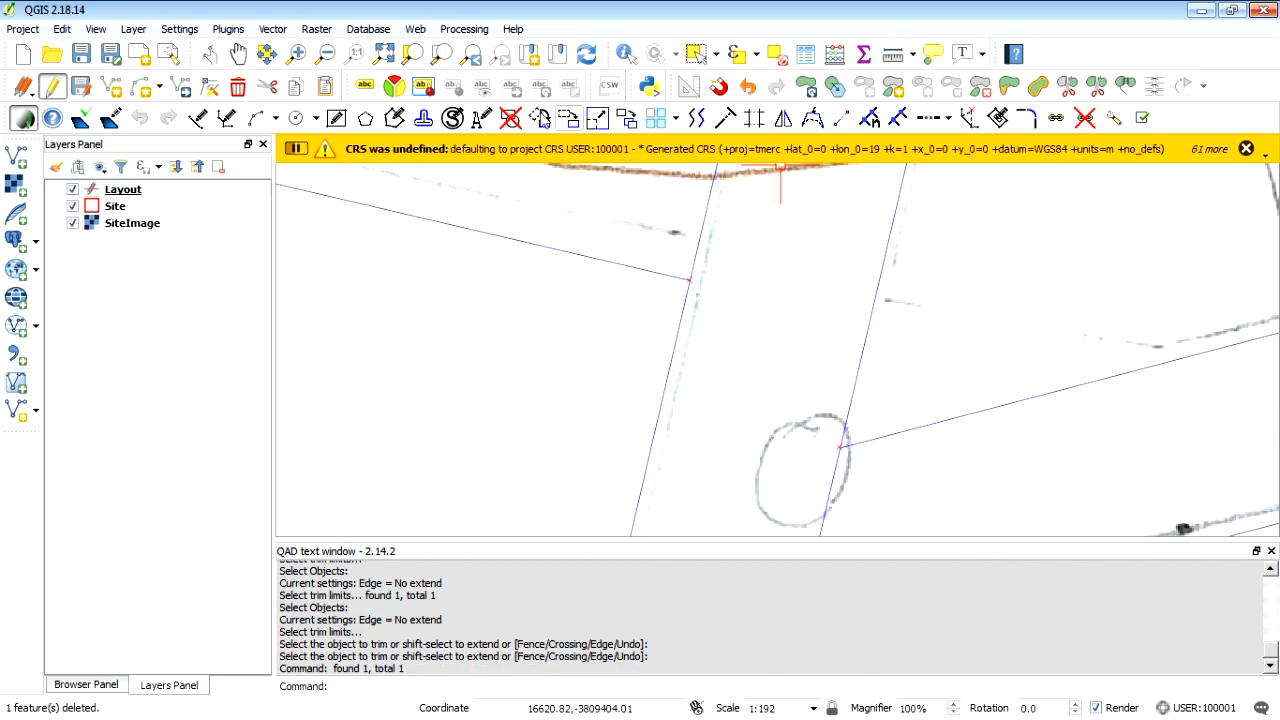 QGIS 2.18.14
Project Edit View Layer Settings Plugins Vector Raster Database Web Processing Help
CRS was undefined: defaulting to project CRS USER:100001 - * Generated CRS (+proj=tmerc +lat_0=0 +lon_0=19 +k=1 +x_0=0 +y_0=0 +datum=WGS84 +units=m +no_defs) 61 more
Layers Panel
Layout
Site
SiteImage
QAD text window - 2.14.2
Select trim limits...
Select Objects:
Current settings: Edge = No extend
Select trim limits... found 1, total 1
Select Objects:
Current settings: Edge = No extend
Select trim limits...
Select the object to trim or shift-select to extend or [Fence/Crossing/Edge/Undo]:
Select the object to trim or shift-select to extend or [Fence/Crossing/Edge/Undo]:
Command: found 1, total 1
Command:
Browser Panel Layers Panel
1 feature(s) deleted. Coordinate 16620.82,-3809404.01 Scale 1:192 Magnifier 100% Rotation 0.0 Render USER:100001